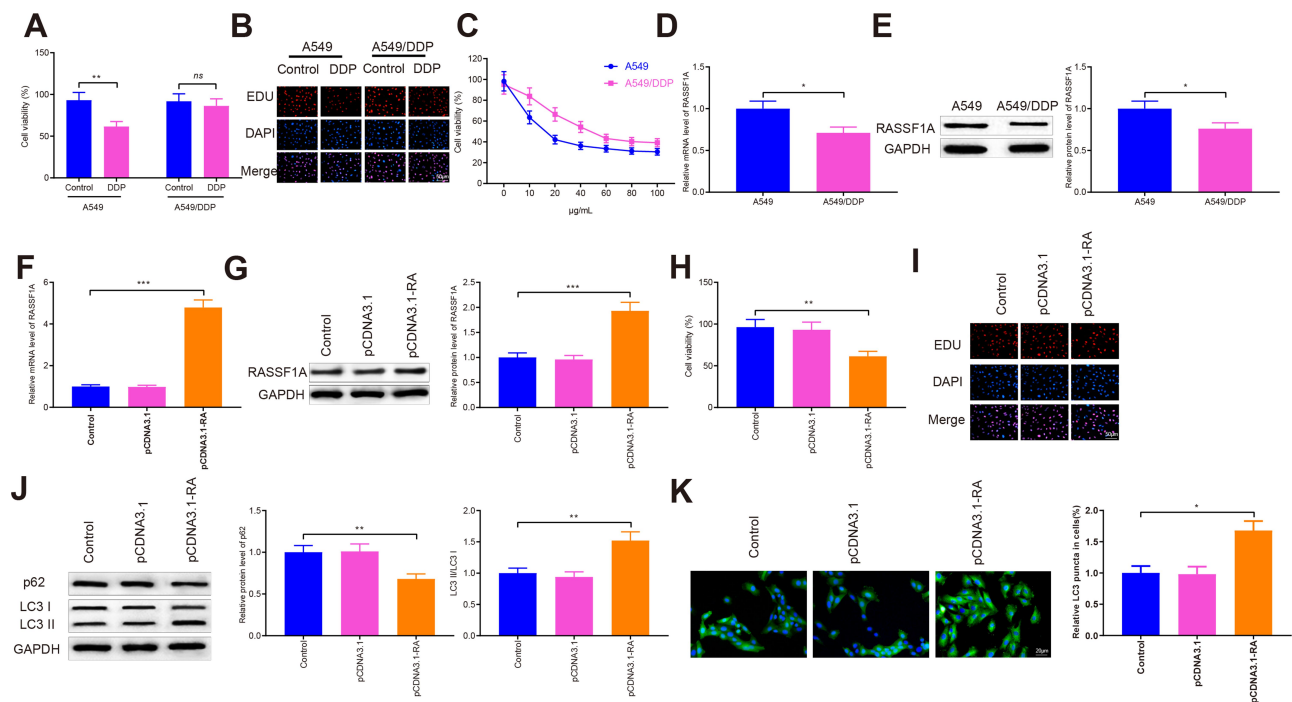 A
Cell viability (%)
150
100
50
0
**
ns
Control
DDP
Control
DDP
A549
A549/DDP
B
A549
A549/DDP
Control
DDP
Control
DDP
EDU
DAPI
Merge
50μm
C
Cell viability (%)
120
100
80
60
40
20
0
A549
A549/DDP
0
10
20
40
60
80
100
μg/mL
D
Relative mRNA level of RASSF1A
1.5
1.0
0.5
0.0
*
A549
A549/DDP
E
A549
A549/DDP
RASSF1A
GAPDH
Relative protein level of RASSF1A
1.5
1.0
0.5
0.0
*
A549
A549/DDP
F
Relative mRNA level of RASSF1A
6
4
2
0
***
Control
pCDNA3.1
pCDNA3.1-RA
G
Control
pCDNA3.1
pCDNA3.1-RA
RASSF1A
GAPDH
Relative protein level of RASSF1A
2.5
2.0
1.5
1.0
0.5
0.0
***
Control
pCDNA3.1
pCDNA3.1-RA
H
Cell viability (%)
150
100
50
0
**
Control
pCDNA3.1
pCDNA3.1-RA
I
Control
pCDNA3.1
pCDNA3.1-RA
EDU
DAPI
Merge
50μm
J
Control
pCDNA3.1
pCDNA3.1-RA
p62
LC3 I
LC3 II
GAPDH
Relative protein level of p62
1.5
1.0
0.5
0.0
**
Control
pCDNA3.1
pCDNA3.1-RA
LC3 II/LC3 I
2.0
1.5
1.0
0.5
0.0
**
Control
pCDNA3.1
pCDNA3.1-RA
K
Control
pCDNA3.1
pCDNA3.1-RA
20μm
Relative LC3 puncta in cells(%)
2.0
1.5
1.0
0.5
0.0
*
Control
pCDNA3.1
pCDNA3.1-RA